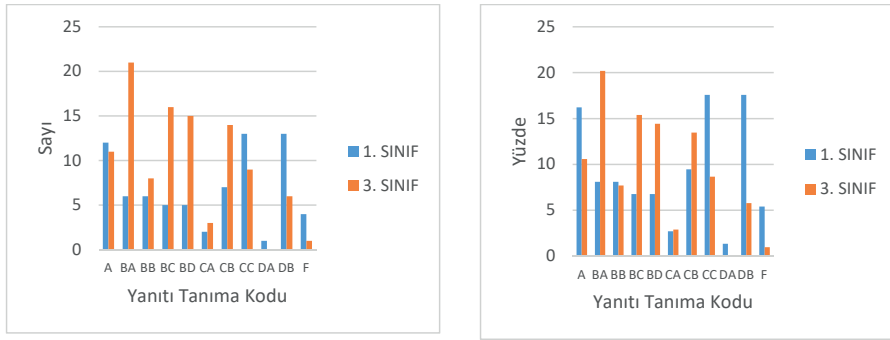 25
20
15
10
5
0
Sayı
A BA BB BC BD CA CB CC DA DB F
Yanıtı Tanıma Kodu
1. SINIF
3. SINIF
25
20
15
10
5
0
Yüzde
A BA BB BC BD CA CB CC DA DB F
Yanıtı Tanıma Kodu
1. SINIF
3. SINIF